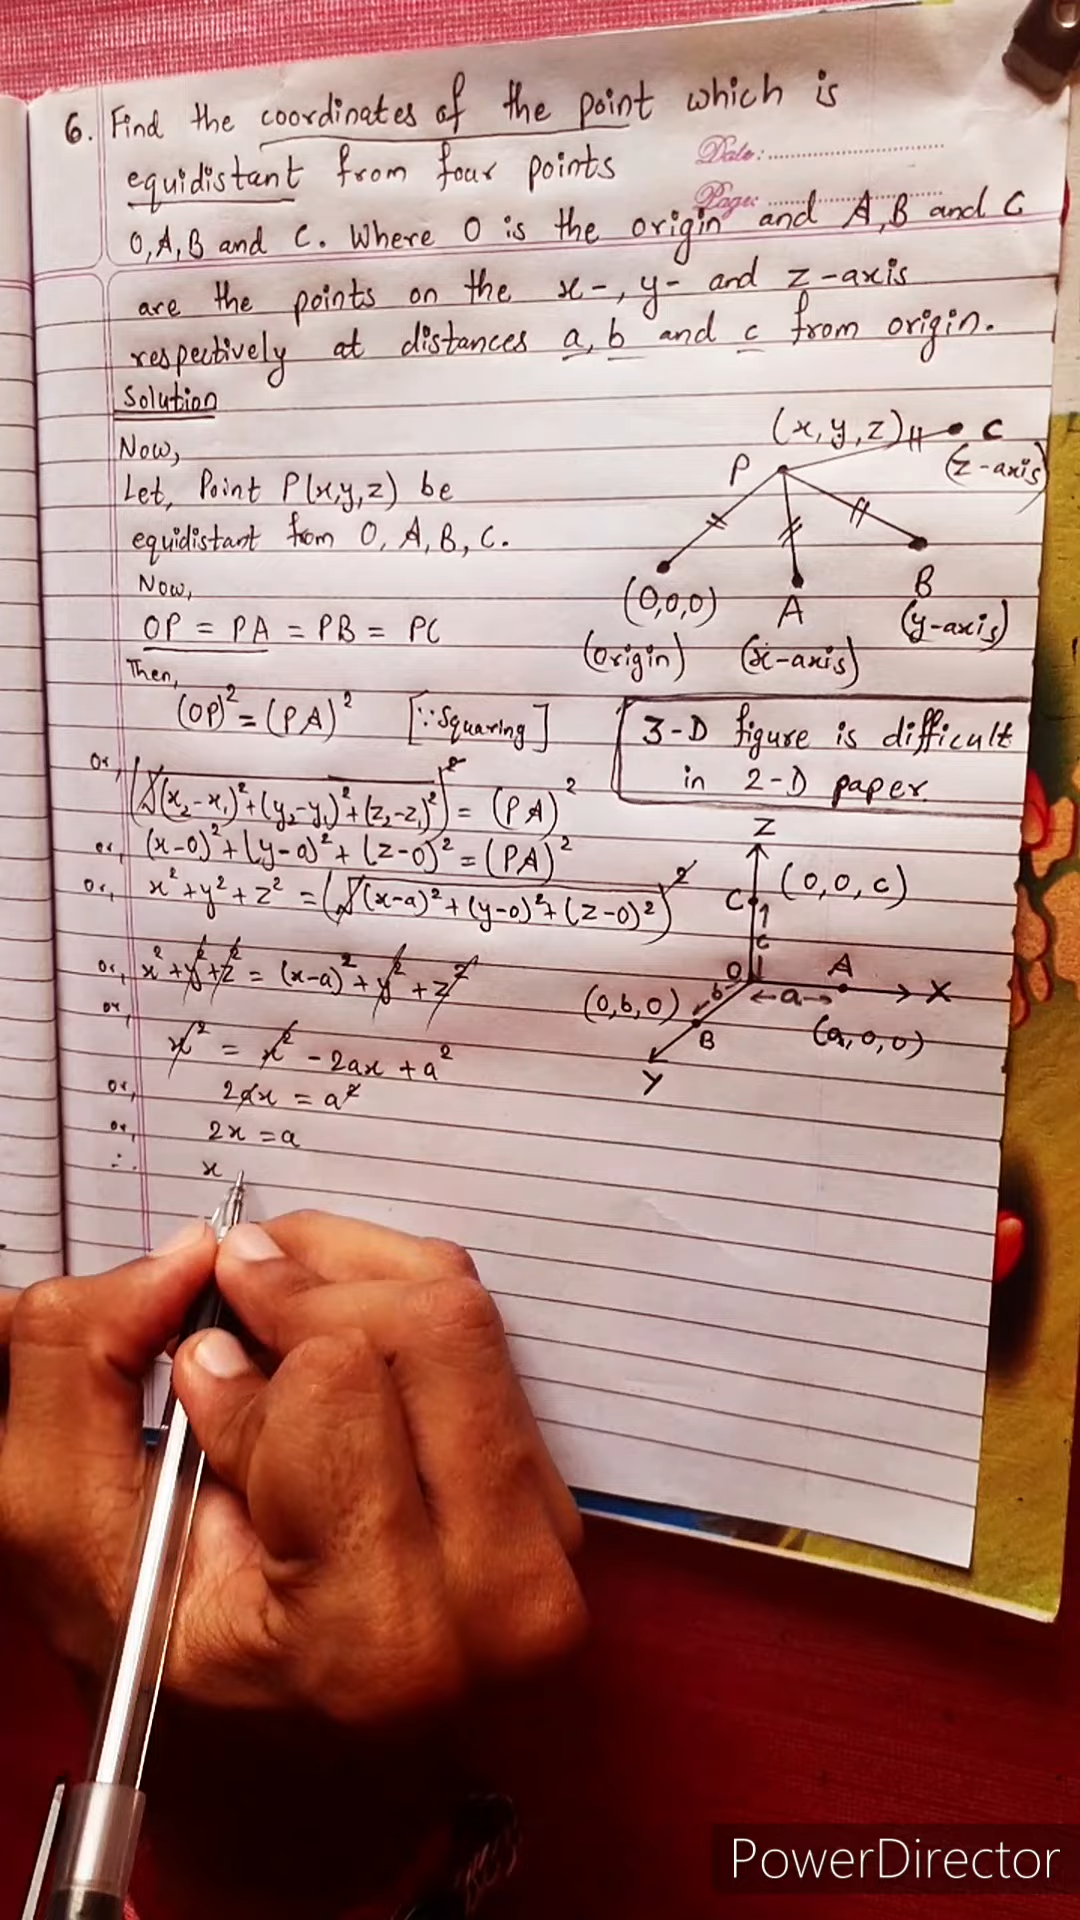 6. Find the coordinates of the point which is
Date:
equidistant from four points
Page:
O,A,B and C. Where O is the origin and A,B and C
are the points on the x-, y- and z-axis
respectively at distances a, b and c from origin.
Solution
Now,
Let, Point P(x,y,z) be
equidistant from O, A, B, C.
Now,
OP = PA = PB = PC
Then,
(OP)² = (PA)² [∵Squaring]
Or, (√(x₂-x₁)²+(y₂-y₁)²+(z₂-z₁)²)² = (PA)²
or, (x-0)²+(y-0)²+(z-0)² = (PA)²
Or, x²+y²+z² = (√(x-a)²+(y-0)²+(z-0)²)²
or, x²+y²+z² = (x-a)²+y²+z²
or,
x² = x² - 2ax + a²
or, 2ax = a²
or, 2x = a
∴ x
(x,y,z)
C
P
(z-axis)
(0,0,0)
A
B
(origin)
(x-axis)
(y-axis)
3-D figure is difficult
in 2-D paper.
Z
C (0,0,c)
c
O
A
X
(0,b,0)
b
←a→
B
(a,0,0)
Y
PowerDirector